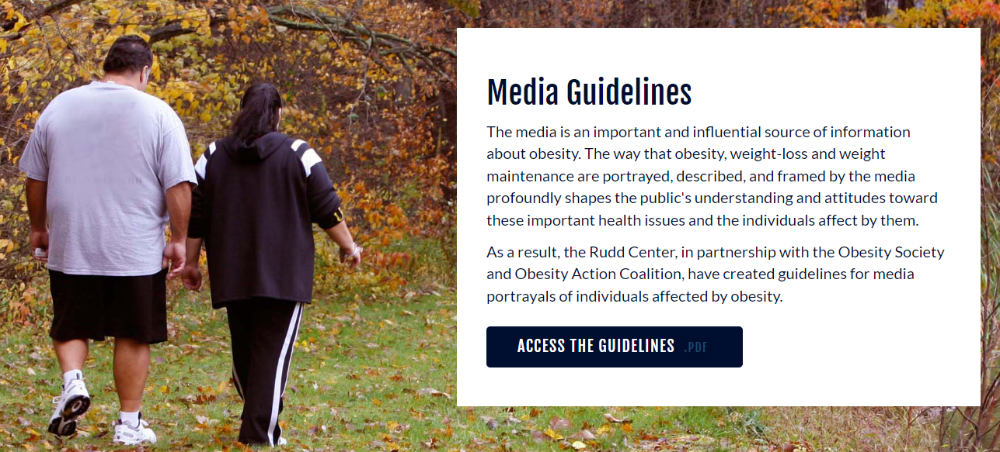 Media Guidelines
The media is an important and influential source of information
about obesity. The way that obesity, weight-loss and weight
maintenance are portrayed, described, and framed by the media
profoundly shapes the public's understanding and attitudes toward
these important health issues and the individuals affect by them.
As a result, the Rudd Center, in partnership with the Obesity Society
and Obesity Action Coalition, have created guidelines for media
portrayals of individuals affected by obesity.
ACCESS THE GUIDELINES .PDF